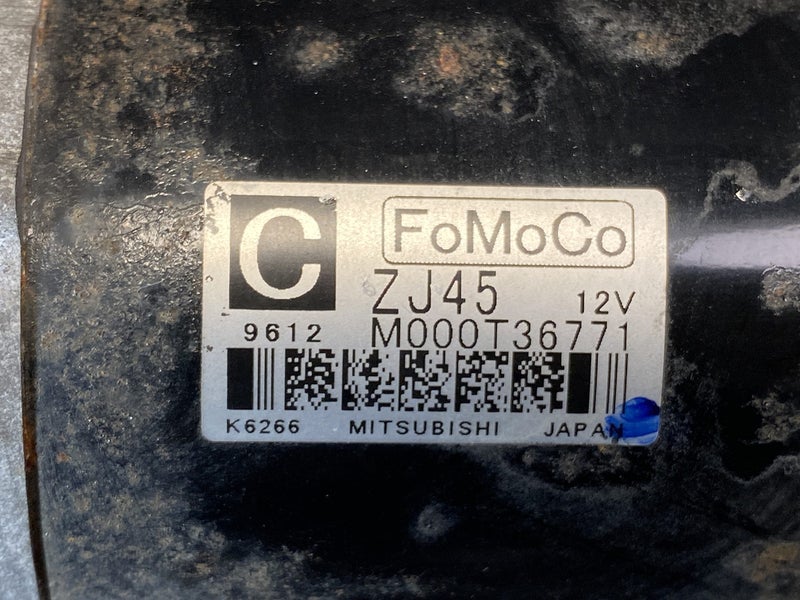 C FoMoCo
ZJ45 12V
9612 M000T36771
K6266 MITSUBISHI JAPAN